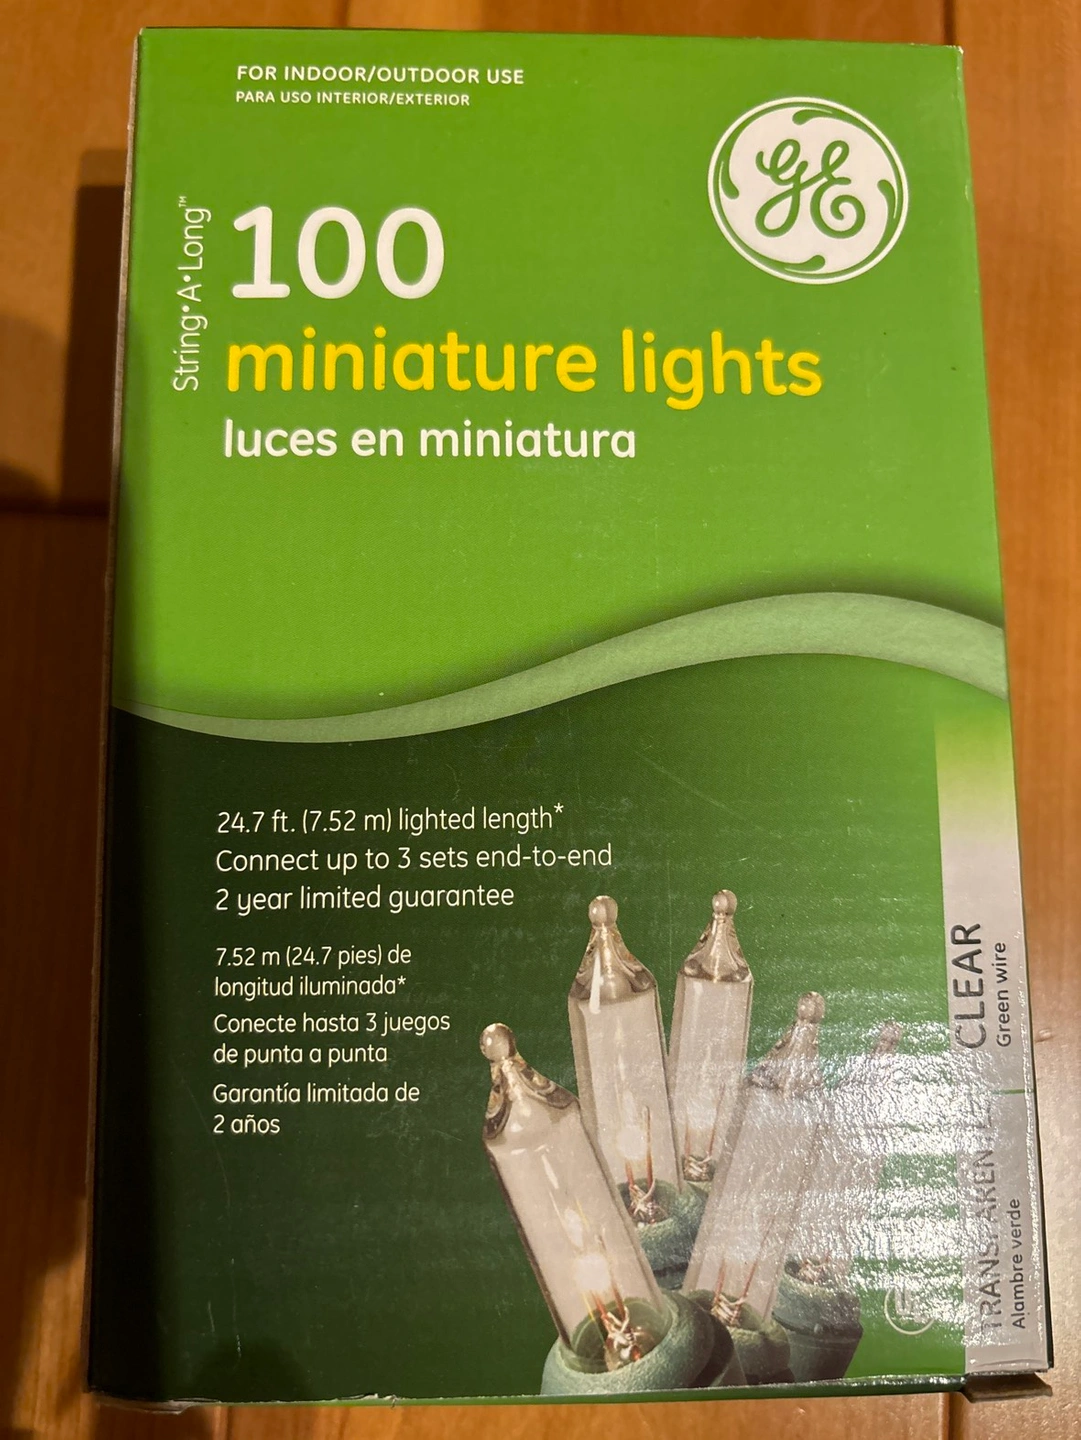 FOR INDOOR/OUTDOOR USE
PARA USO INTERIOR/EXTERIOR
GE
String•A•Long™
100
miniature lights
luces en miniatura
24.7 ft. (7.52 m) lighted length*
Connect up to 3 sets end-to-end
2 year limited guarantee
7.52 m (24.7 pies) de
longitud iluminada*
Conecte hasta 3 juegos
de punta a punta
Garantía limitada de
2 años
CLEAR
Green wire
TRANSPARENTE
Alambre verde